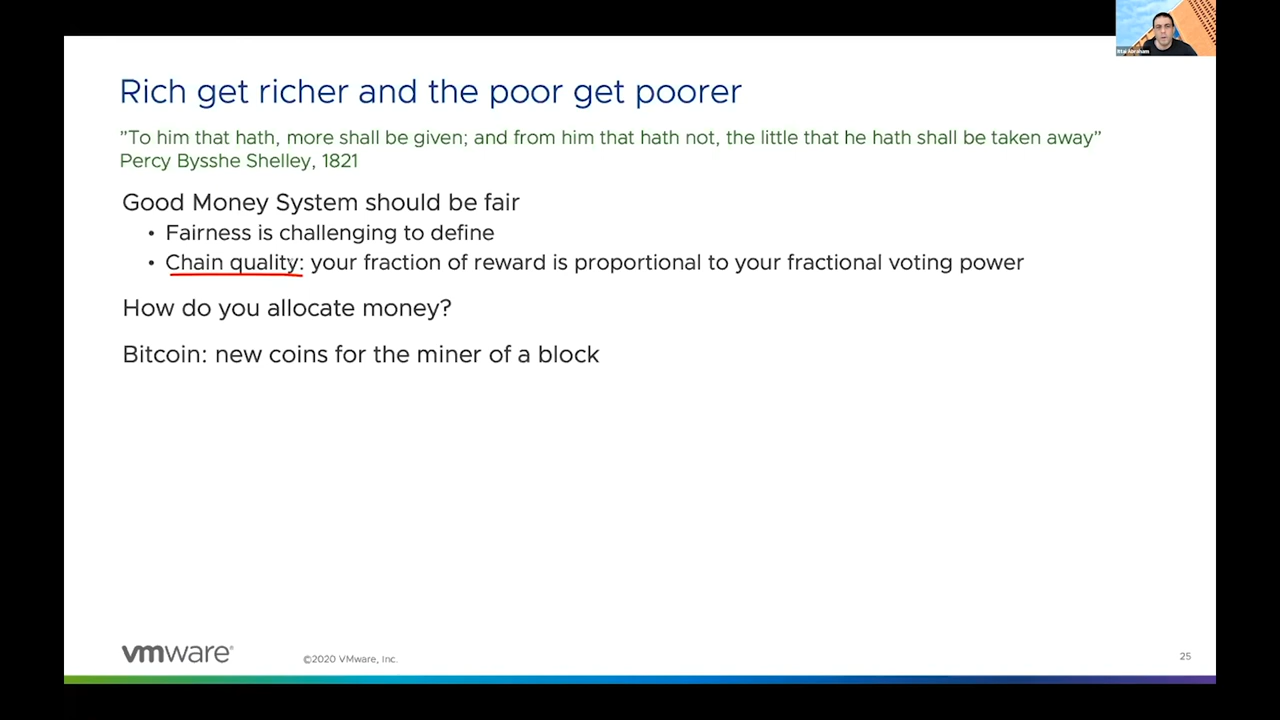 Ittai Abraham
Rich get richer and the poor get poorer
”To him that hath, more shall be given; and from him that hath not, the little that he hath shall be taken away”
Percy Bysshe Shelley, 1821
Good Money System should be fair
• Fairness is challenging to define
• Chain quality: your fraction of reward is proportional to your fractional voting power
How do you allocate money?
Bitcoin: new coins for the miner of a block
vmware®
©2020 VMware, Inc.
25